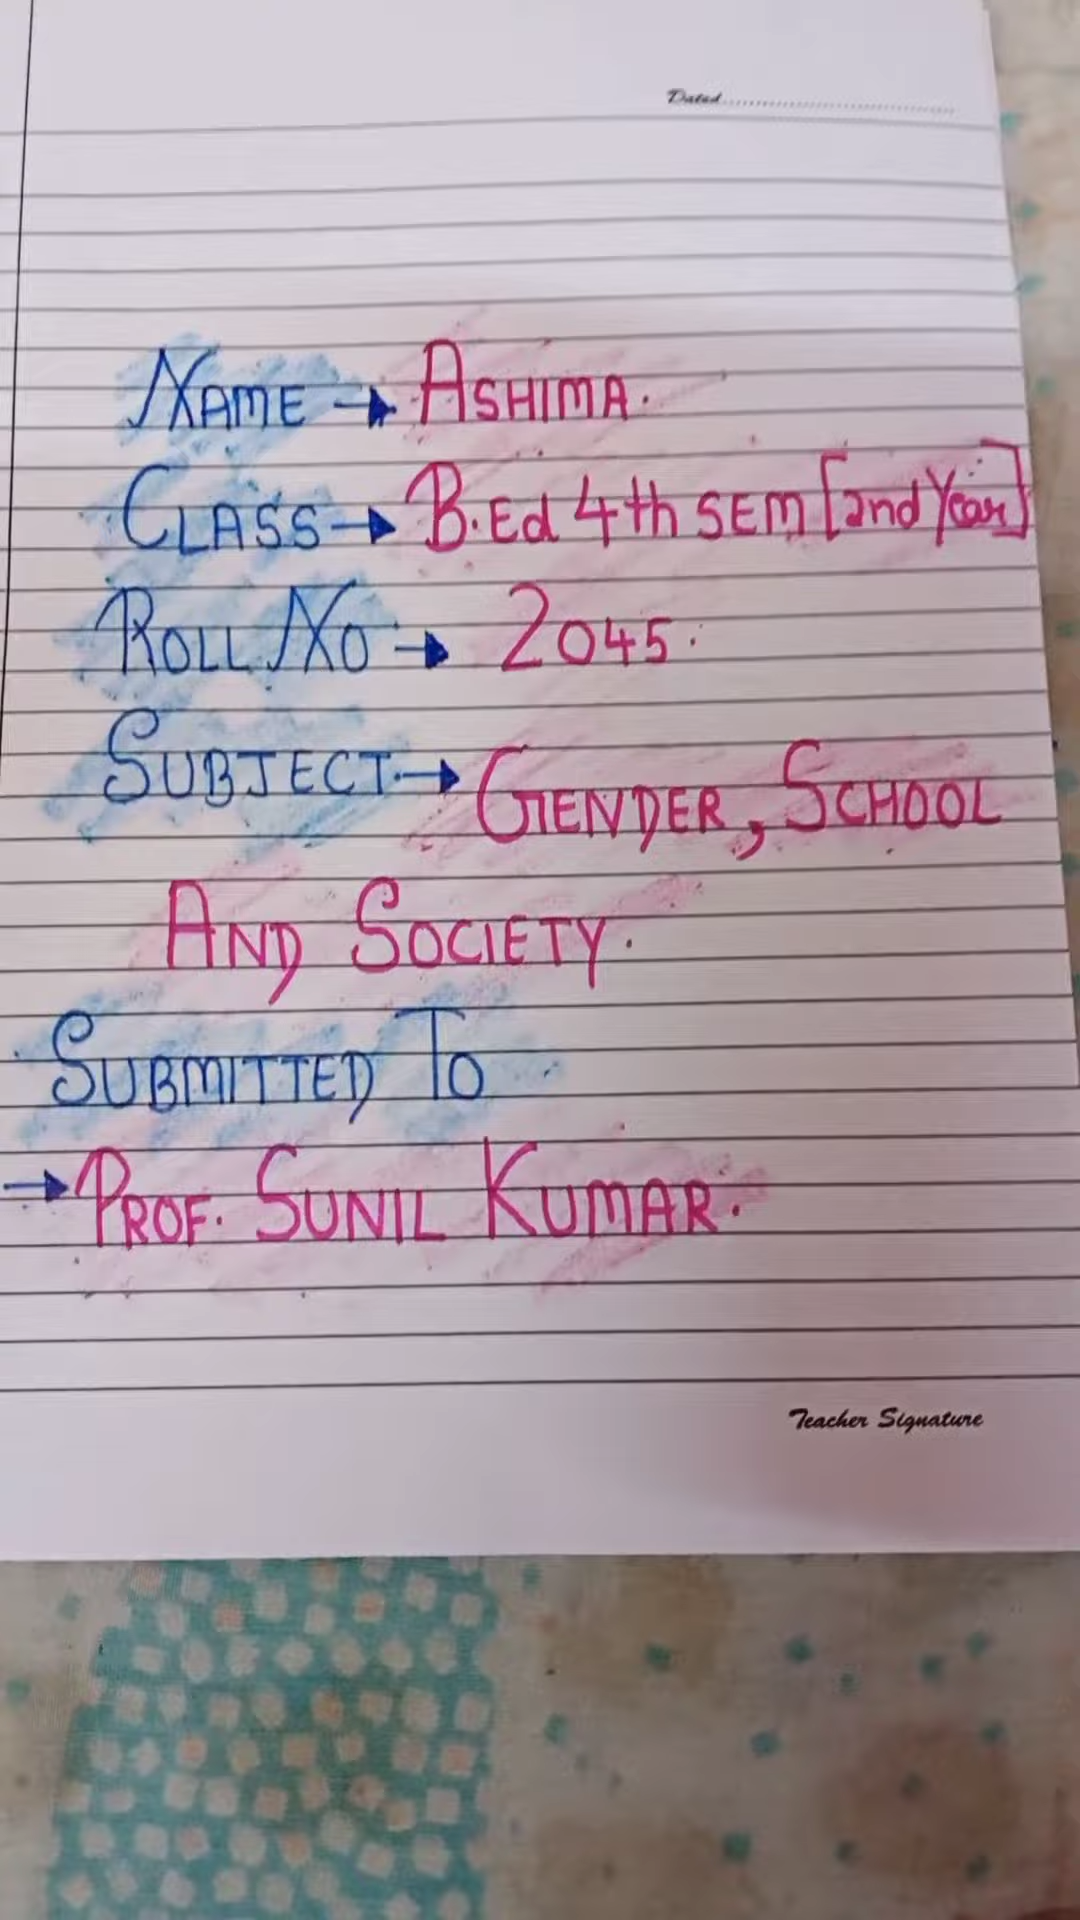 Dated
NAME → ASHIMA.
CLASS → B.Ed 4th SEM [2nd Year]
ROLL NO → 2045.
SUBJECT → GENDER, SCHOOL
AND SOCIETY.
SUBMITTED TO
→ PROF. SUNIL KUMAR.
Teacher Signature